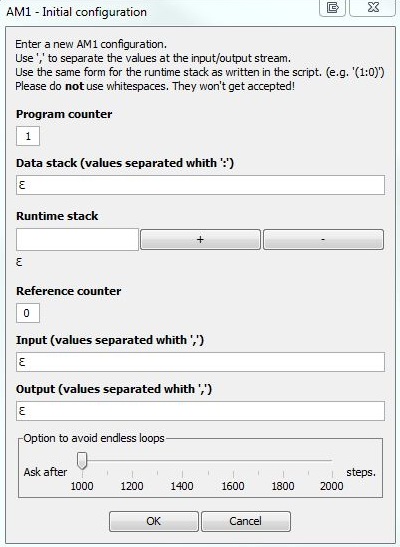 AM1 - Initial configuration
Enter a new AM1 configuration.
Use ',' to separate the values at the input/output stream.
Use the same form for the runtime stack as written in the script. (e.g. '(1:0)')
Please do not use whitespaces. They won't get accepted!
Program counter
1
Data stack (values separated whith ':')
ε
Runtime stack
+ -
ε
Reference counter
0
Input (values separated whith ',')
ε
Output (values separated whith ',')
ε
Option to avoid endless loops
Ask after steps.
1000 1200 1400 1600 1800 2000
OK Cancel